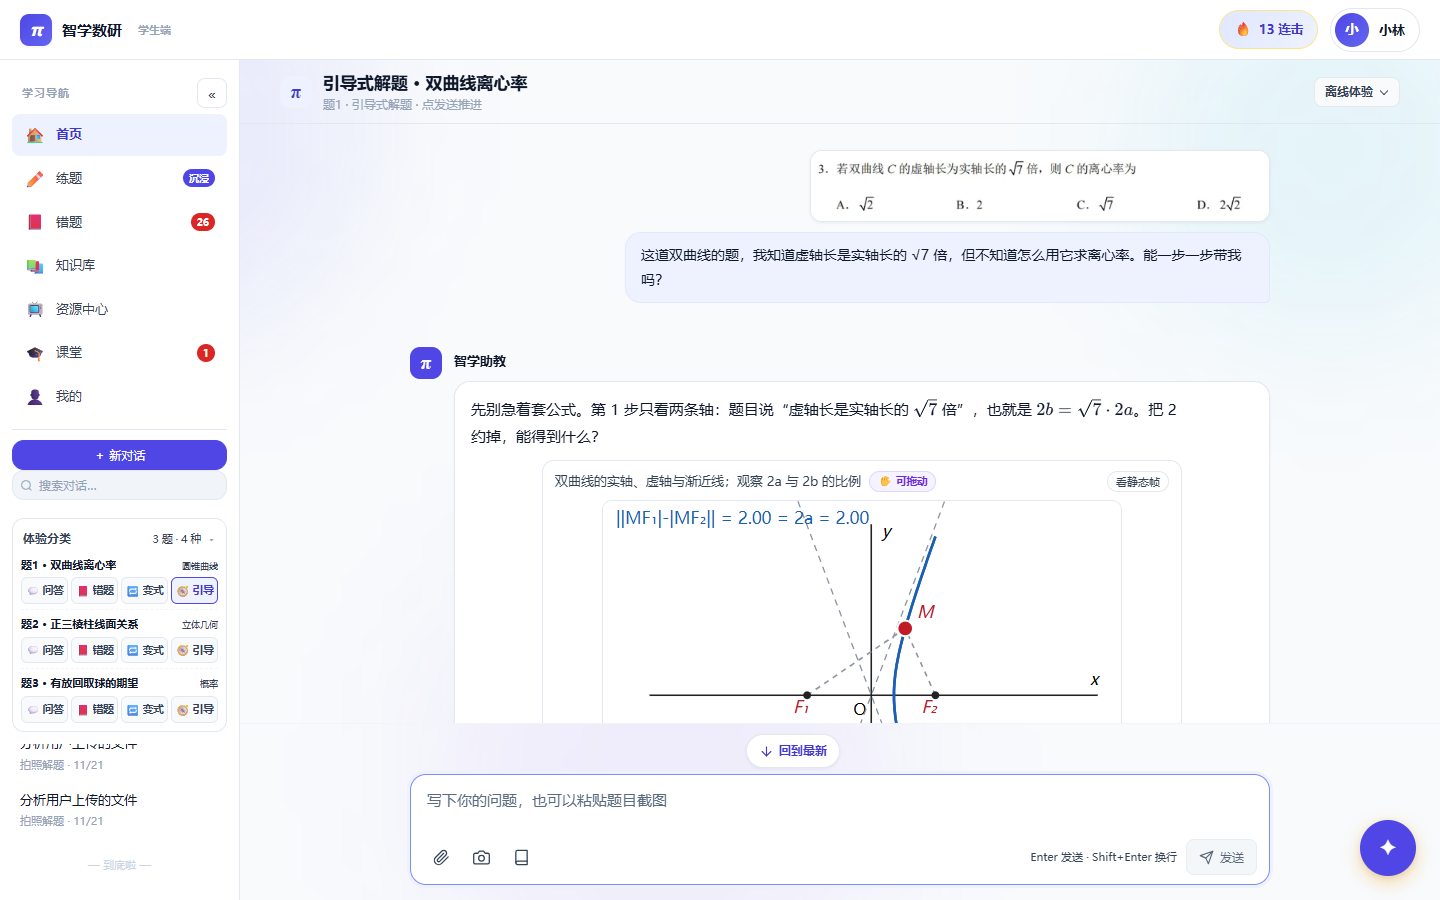 π 智学数研 学生端
🔥 13 连击
小 小林
学习导航 «
首页
练题 沉浸
错题 26
知识库
资源中心
课堂 1
我的
+ 新对话
搜索对话...
体验分类 3 题 · 4 种
题1 • 双曲线离心率 圆锥曲线
问答 错题 变式 引导
题2 • 正三棱柱线面关系 立体几何
问答 错题 变式 引导
题3 • 有放回取球的期望 概率
问答 错题 变式 引导
分析用户上传的文件
拍照解题 · 11/21
分析用户上传的文件
拍照解题 · 11/21
— 到底啦 —
π 引导式解题 • 双曲线离心率
题1 · 引导式解题 · 点发送推进
离线体验
3. 若双曲线 C 的虚轴长为实轴长的 √7 倍，则 C 的离心率为
A. √2 B. 2 C. √7 D. 2√2
这道双曲线的题，我知道虚轴长是实轴长的 √7 倍，但不知道怎么用它求离心率。能一步一步带我
吗？
π 智学助教
先别急着套公式。第 1 步只看两条轴：题目说“虚轴长是实轴长的 √7 倍”，也就是 2b = √7 · 2a。把 2
约掉，能得到什么？
双曲线的实轴、虚轴与渐近线；观察 2a 与 2b 的比例 可拖动 看静态帧
||MF₁|-|MF₂|| = 2.00 = 2a = 2.00
y
M
x
F₁ O F₂
回到最新
写下你的问题，也可以粘贴题目截图
Enter 发送 · Shift+Enter 换行 发送